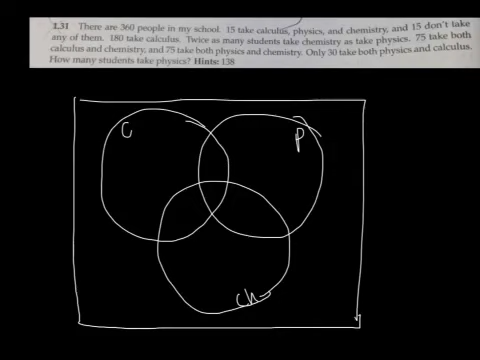 1.31 There are 360 people in my school. 15 take calculus, physics, and chemistry, and 15 don't take
any of them. 180 take calculus. Twice as many students take chemistry as take physics. 75 take both
calculus and chemistry, and 75 take both physics and chemistry. Only 30 take both physics and calculus.
How many students take physics? Hints: 138
C
P
Ch